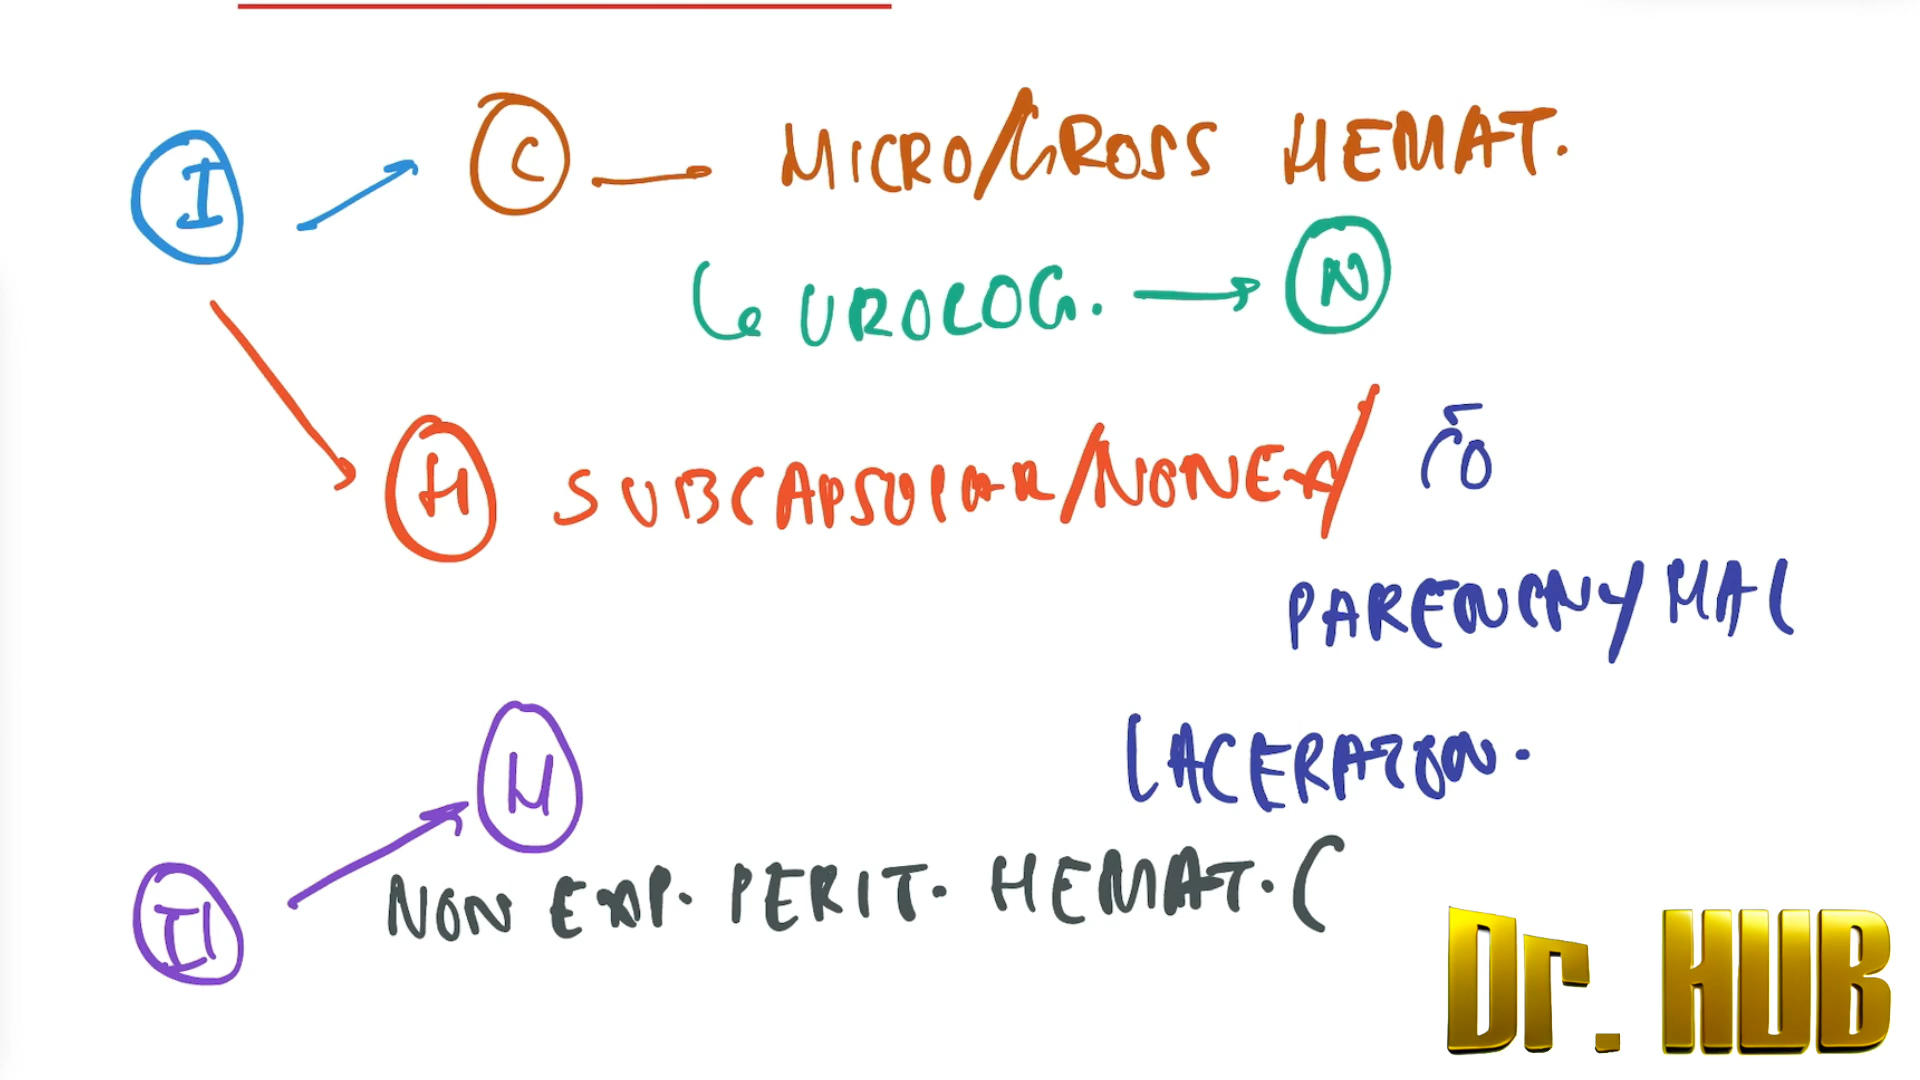 I C MICRO/GROSS HEMAT.
UROLOG. N
H SUBCAPSULAR/NONEX/
PARENCHYMAL
LACERATION.
H
II NON EXP. PERIT. HEMAT. (
Dr. HUB